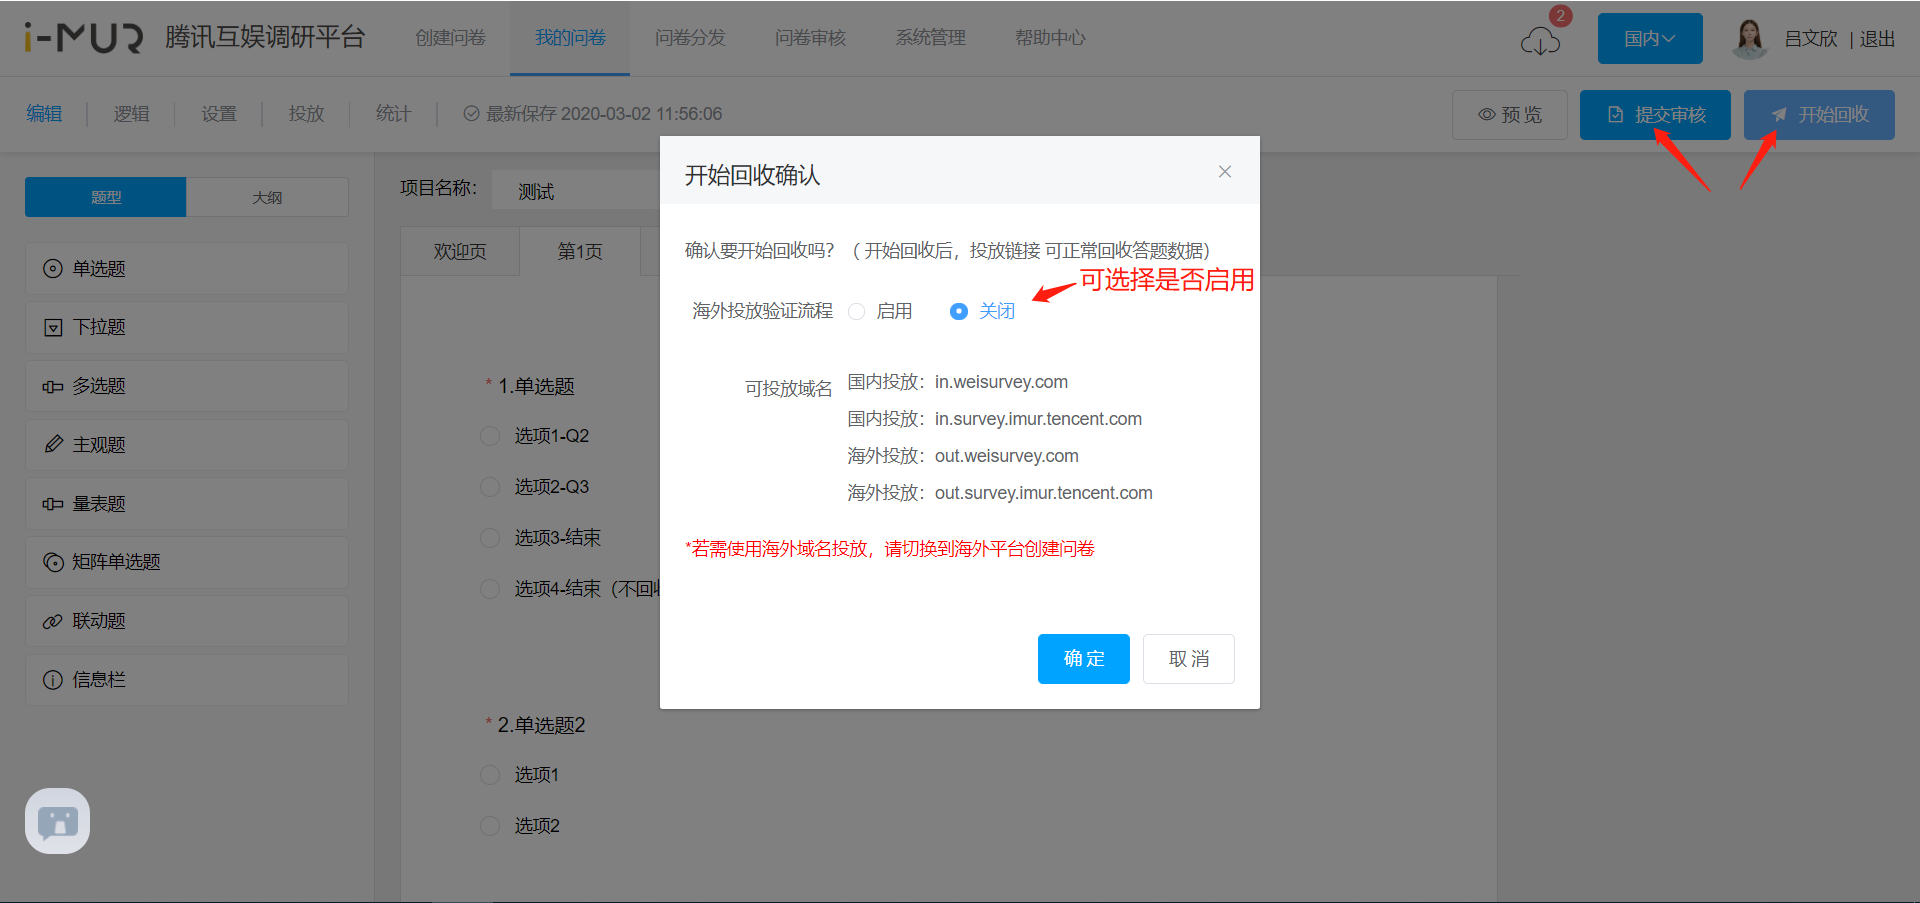 i-MUR 腾讯互娱调研平台 创建问卷 我的问卷 问卷分发 问卷审核 系统管理 帮助中心 2 国内 吕文欣 | 退出
编辑 逻辑 设置 投放 统计 最新保存 2020-03-02 11:56:06 预览 提交审核 开始回收
题型 大纲
单选题
下拉题
多选题
主观题
量表题
矩阵单选题
联动题
信息栏
项目名称： 测试
欢迎页 第1页
* 1.单选题
选项1-Q2
选项2-Q3
选项3-结束
选项4-结束（不回收
* 2.单选题2
选项1
选项2
开始回收确认
确认要开始回收吗？（ 开始回收后，投放链接 可正常回收答题数据）
可选择是否启用
海外投放验证流程 启用 关闭
可投放域名 国内投放：in.weisurvey.com
国内投放：in.survey.imur.tencent.com
海外投放：out.weisurvey.com
海外投放：out.survey.imur.tencent.com
*若需使用海外域名投放，请切换到海外平台创建问卷
确定 取消